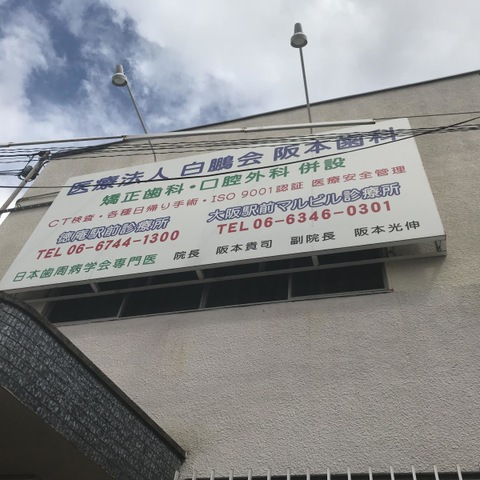 医療法人 白鵬会 阪本歯科
矯正歯科・口腔外科 併設
CT検査・各種日帰り手術・ISO 9001認証 医療安全管理
徳庵駅前診療所 大阪駅前マルビル診療所
TEL 06-6744-1300 TEL 06-6346-0301
日本歯周病学会専門医 院長 阪本貴司 副院長 阪本光伸